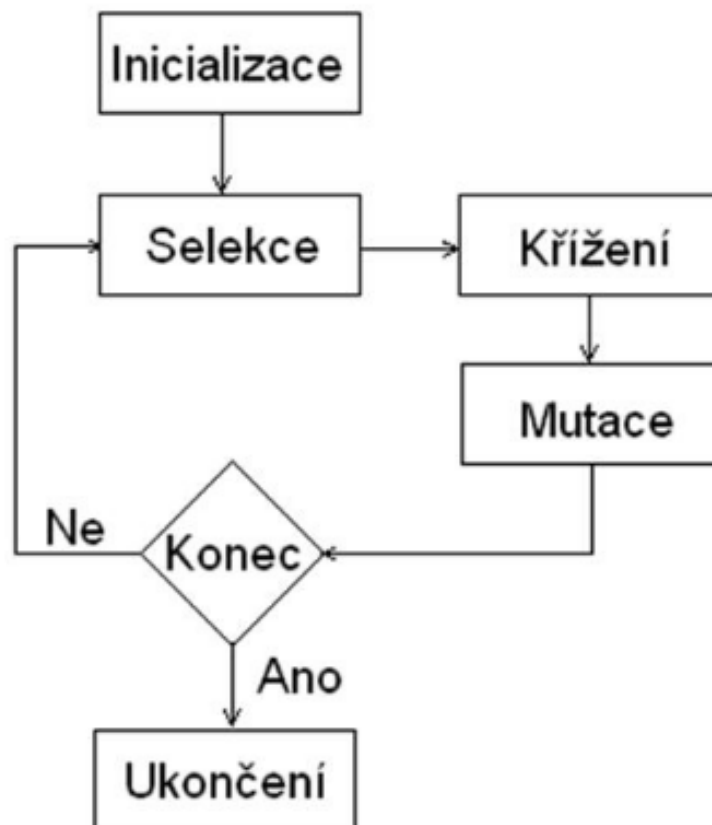 Inicializace
Selekce
Křížení
Mutace
Konec
Ne
Ano
Ukončení